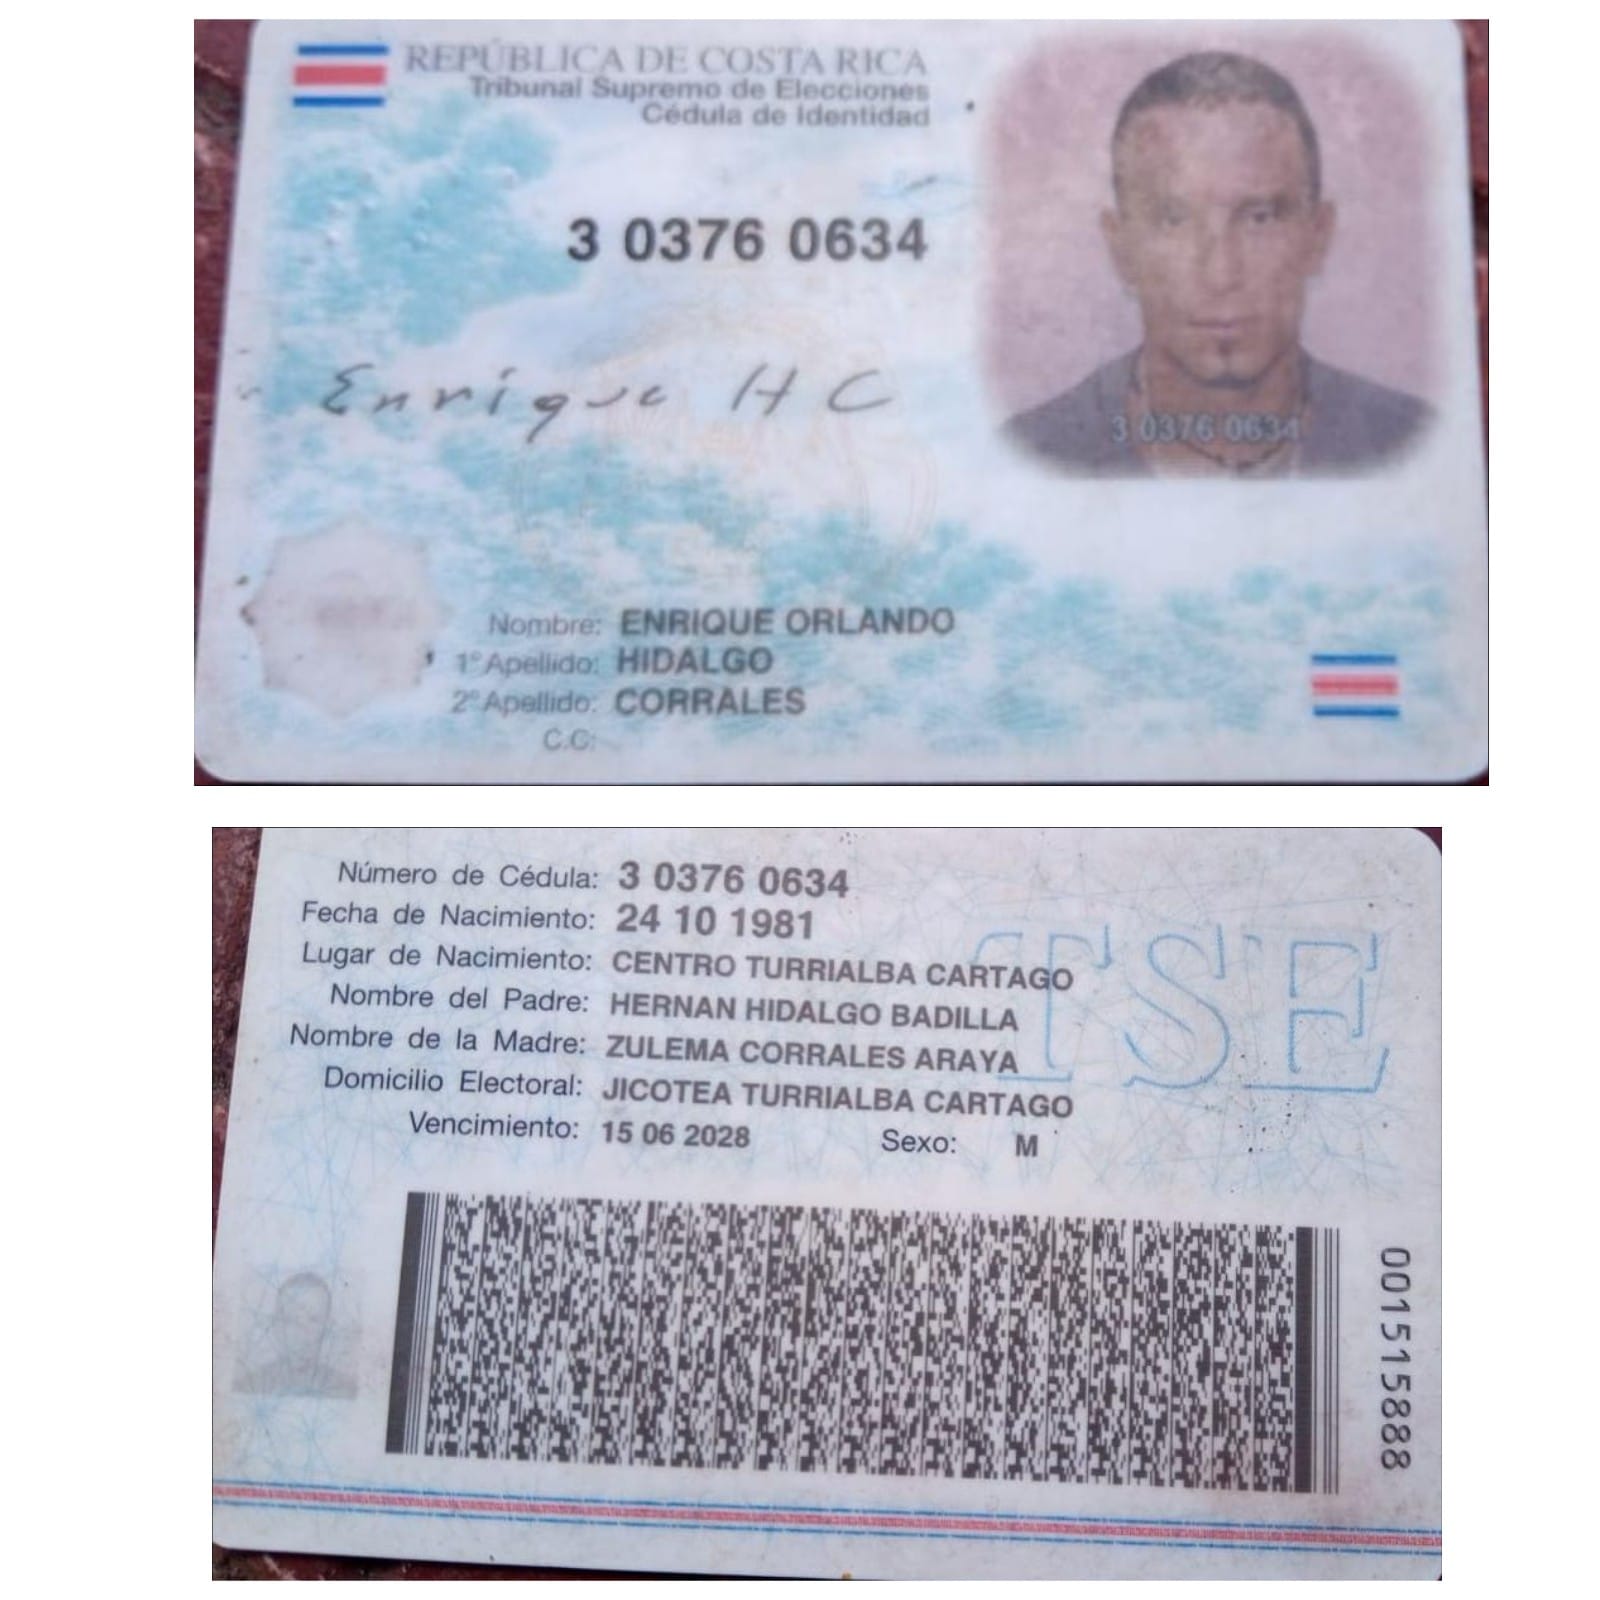 REPÚBLICA DE COSTA RICA
Tribunal Supremo de Elecciones
Cédula de Identidad
3 0376 0634
Enrique H C
3 0376 0634
Nombre: ENRIQUE ORLANDO
1° Apellido: HIDALGO
2° Apellido: CORRALES
C.C:
TSE
Número de Cédula: 3 0376 0634
Fecha de Nacimiento: 24 10 1981
Lugar de Nacimiento: CENTRO TURRIALBA CARTAGO
Nombre del Padre: HERNAN HIDALGO BADILLA
Nombre de la Madre: ZULEMA CORRALES ARAYA
Domicilio Electoral: JICOTEA TURRIALBA CARTAGO
Vencimiento: 15 06 2028 Sexo: M
001515888